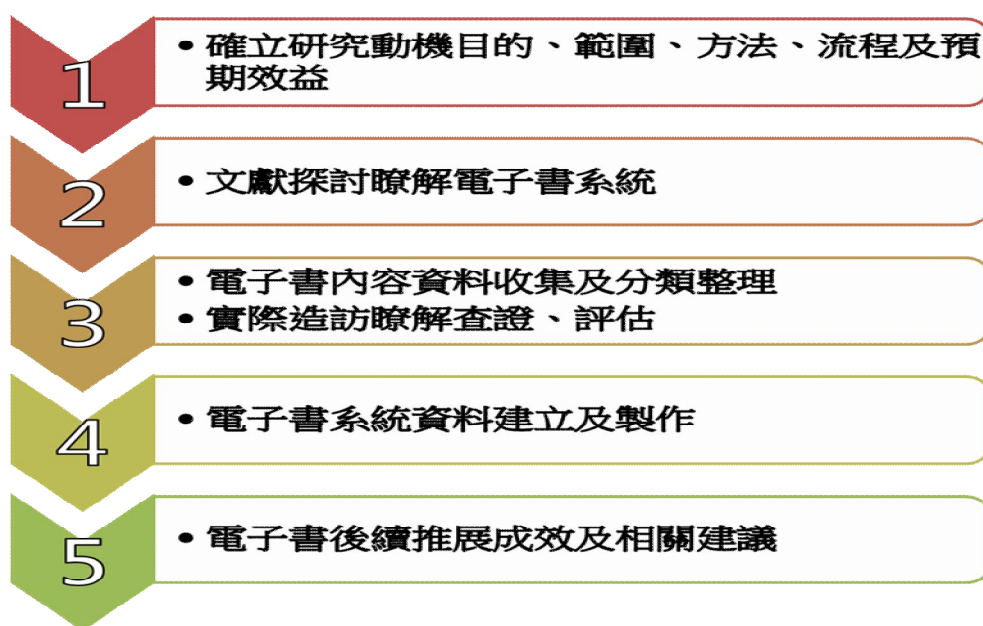 1
• 確立研究動機目的、範圍、方法、流程及預
期效益
2
• 文獻探討瞭解電子書系統
3
• 電子書內容資料收集及分類整理
• 實際造訪瞭解查證、評估
4
• 電子書系統資料建立及製作
5
• 電子書後續推展成效及相關建議